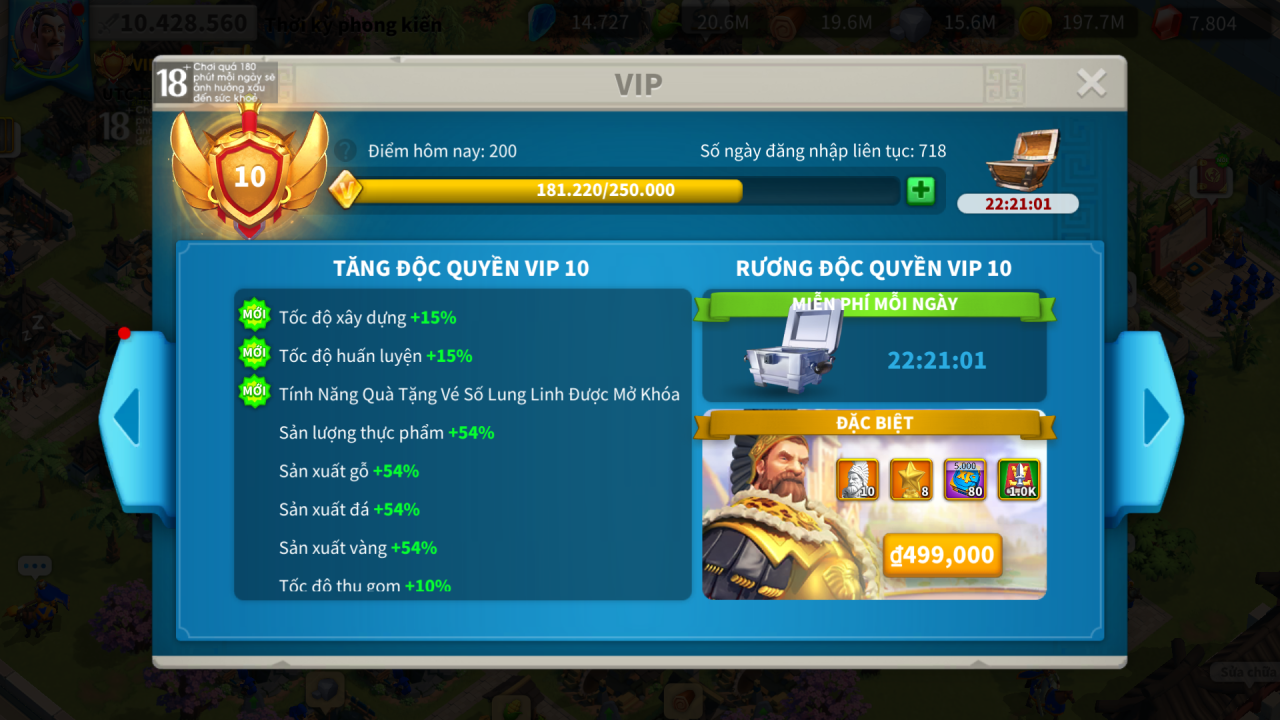 10.428.560
Thời kỳ phong kiến
14.727
20.6M
19.6M
15.6M
197.7M
7.804
18+
Chơi quá 180
phút mỗi ngày sẽ
ảnh hưởng xấu
đến sức khoẻ
VIP
10
Điểm hôm nay: 200
Số ngày đăng nhập liên tục: 718
181.220/250.000
22:21:01
TĂNG ĐỘC QUYỀN VIP 10
MỚI Tốc độ xây dựng +15%
MỚI Tốc độ huấn luyện +15%
MỚI Tính Năng Quà Tặng Vé Số Lung Linh Được Mở Khóa
Sản lượng thực phẩm +54%
Sản xuất gỗ +54%
Sản xuất đá +54%
Sản xuất vàng +54%
Tốc độ thu gom +10%
RƯƠNG ĐỘC QUYỀN VIP 10
MIỄN PHÍ MỖI NGÀY
22:21:01
ĐẶC BIỆT
10
8
5.000
80
1.0K
₫499,000
Sửa chữa